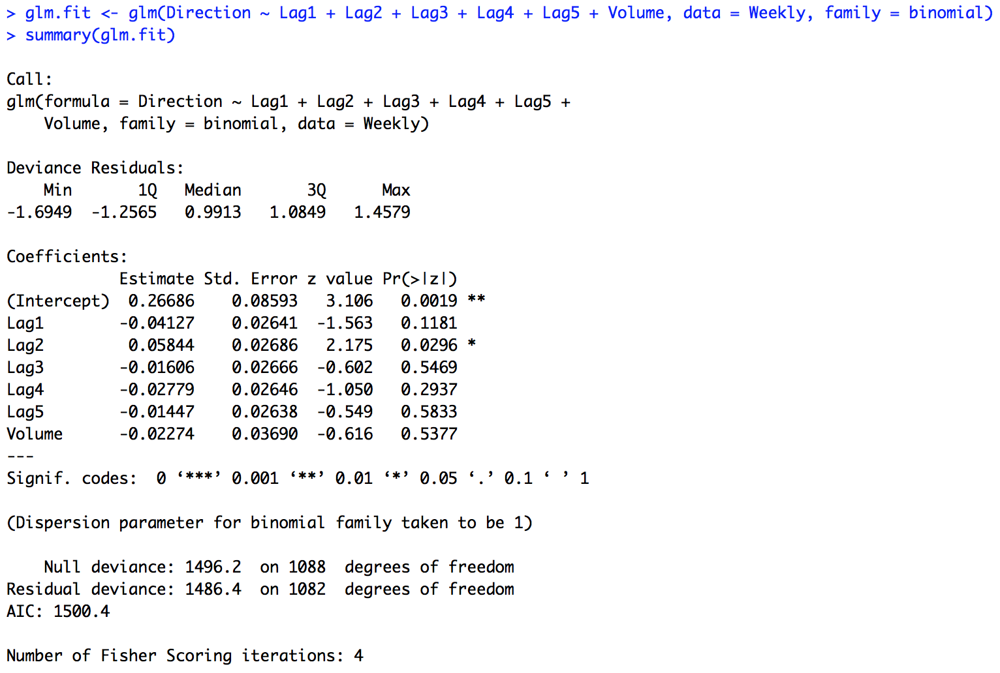 > glm.fit <- glm(Direction ~ Lag1 + Lag2 + Lag3 + Lag4 + Lag5 + Volume, data = Weekly, family = binomial)
> summary(glm.fit)

Call:
glm(formula = Direction ~ Lag1 + Lag2 + Lag3 + Lag4 + Lag5 +
    Volume, family = binomial, data = Weekly)

Deviance Residuals:
    Min       1Q   Median       3Q      Max
-1.6949  -1.2565   0.9913   1.0849   1.4579

Coefficients:
            Estimate Std. Error z value Pr(>|z|)
(Intercept)  0.26686    0.08593   3.106   0.0019 **
Lag1        -0.04127    0.02641  -1.563   0.1181
Lag2         0.05844    0.02686   2.175   0.0296 *
Lag3        -0.01606    0.02666  -0.602   0.5469
Lag4        -0.02779    0.02646  -1.050   0.2937
Lag5        -0.01447    0.02638  -0.549   0.5833
Volume      -0.02274    0.03690  -0.616   0.5377
---
Signif. codes:  0 ‘***’ 0.001 ‘**’ 0.01 ‘*’ 0.05 ‘.’ 0.1 ‘ ’ 1

(Dispersion parameter for binomial family taken to be 1)

    Null deviance: 1496.2  on 1088  degrees of freedom
Residual deviance: 1486.4  on 1082  degrees of freedom
AIC: 1500.4

Number of Fisher Scoring iterations: 4